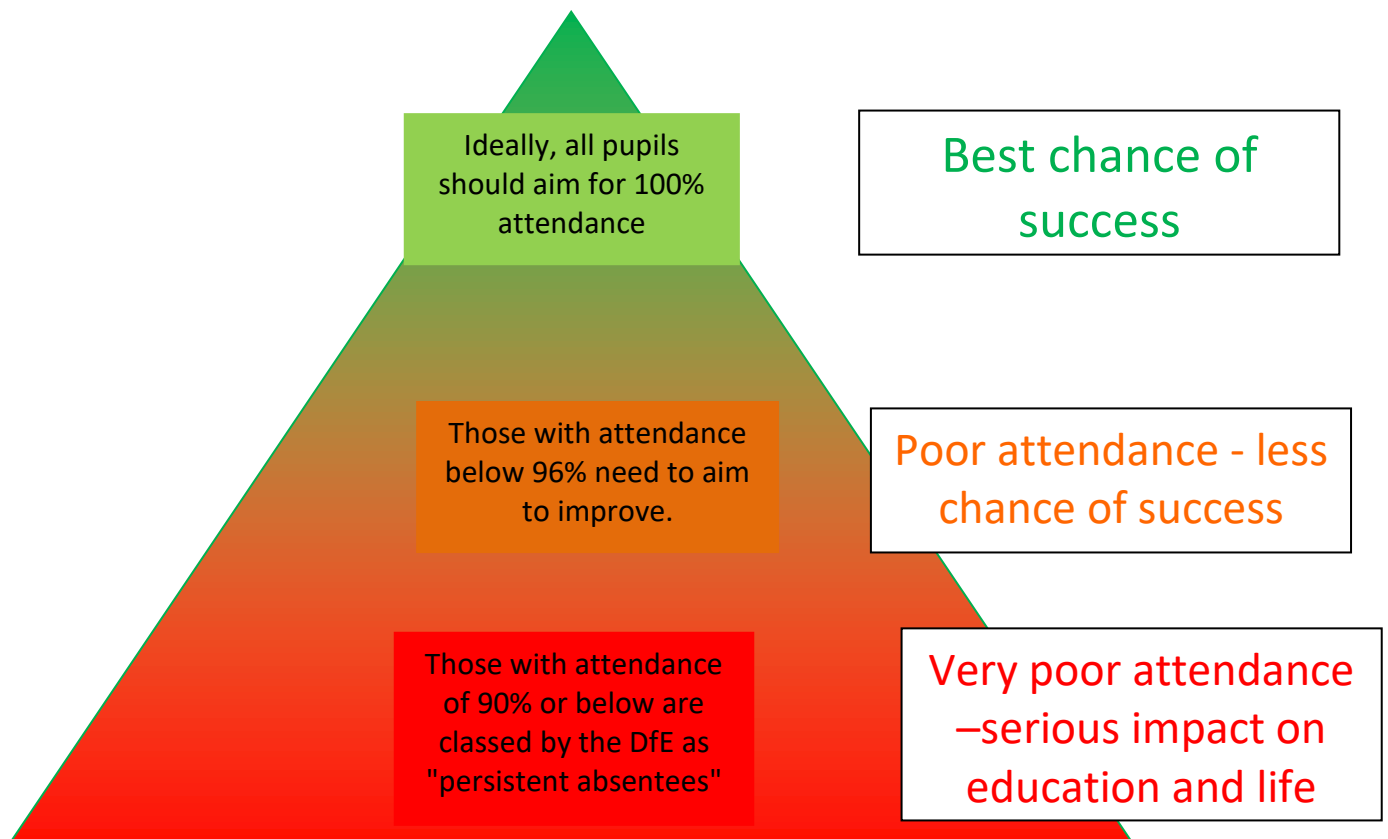 Ideally, all pupils
should aim for 100%
attendance
Best chance of
success
Those with attendance
below 96% need to aim
to improve.
Poor attendance - less
chance of success
Those with attendance
of 90% or below are
classed by the DfE as
"persistent absentees"
Very poor attendance
–serious impact on
education and life